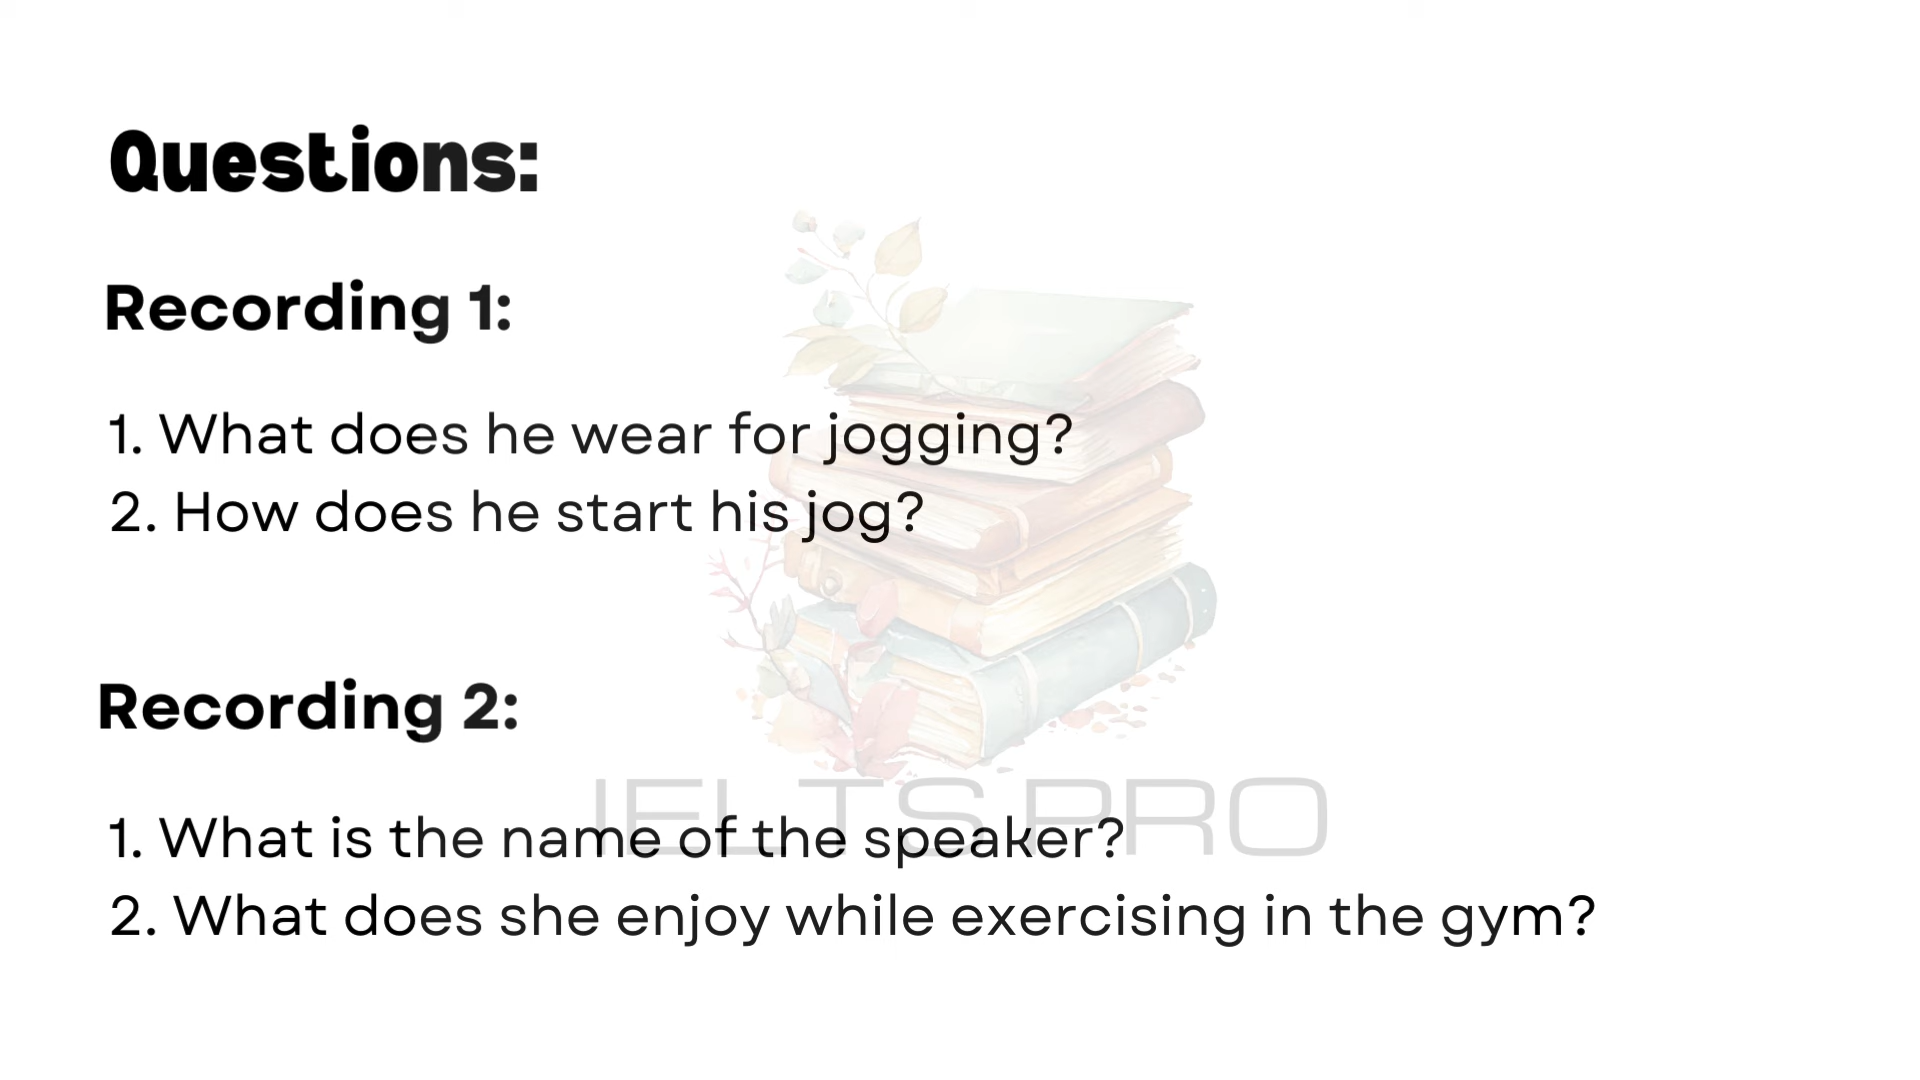 Questions:
Recording 1:
1. What does he wear for jogging?
2. How does he start his jog?
Recording 2:
IELTS PRO
1. What is the name of the speaker?
2. What does she enjoy while exercising in the gym?